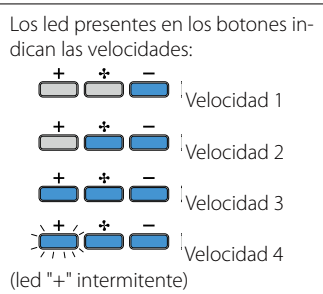 Los led presentes en los botones in-
dican las velocidades:
+ ✣ −
Velocidad 1
+ ✣ −
Velocidad 2
+ ✣ −
Velocidad 3
+ ✣ −
Velocidad 4
(led "+" intermitente)